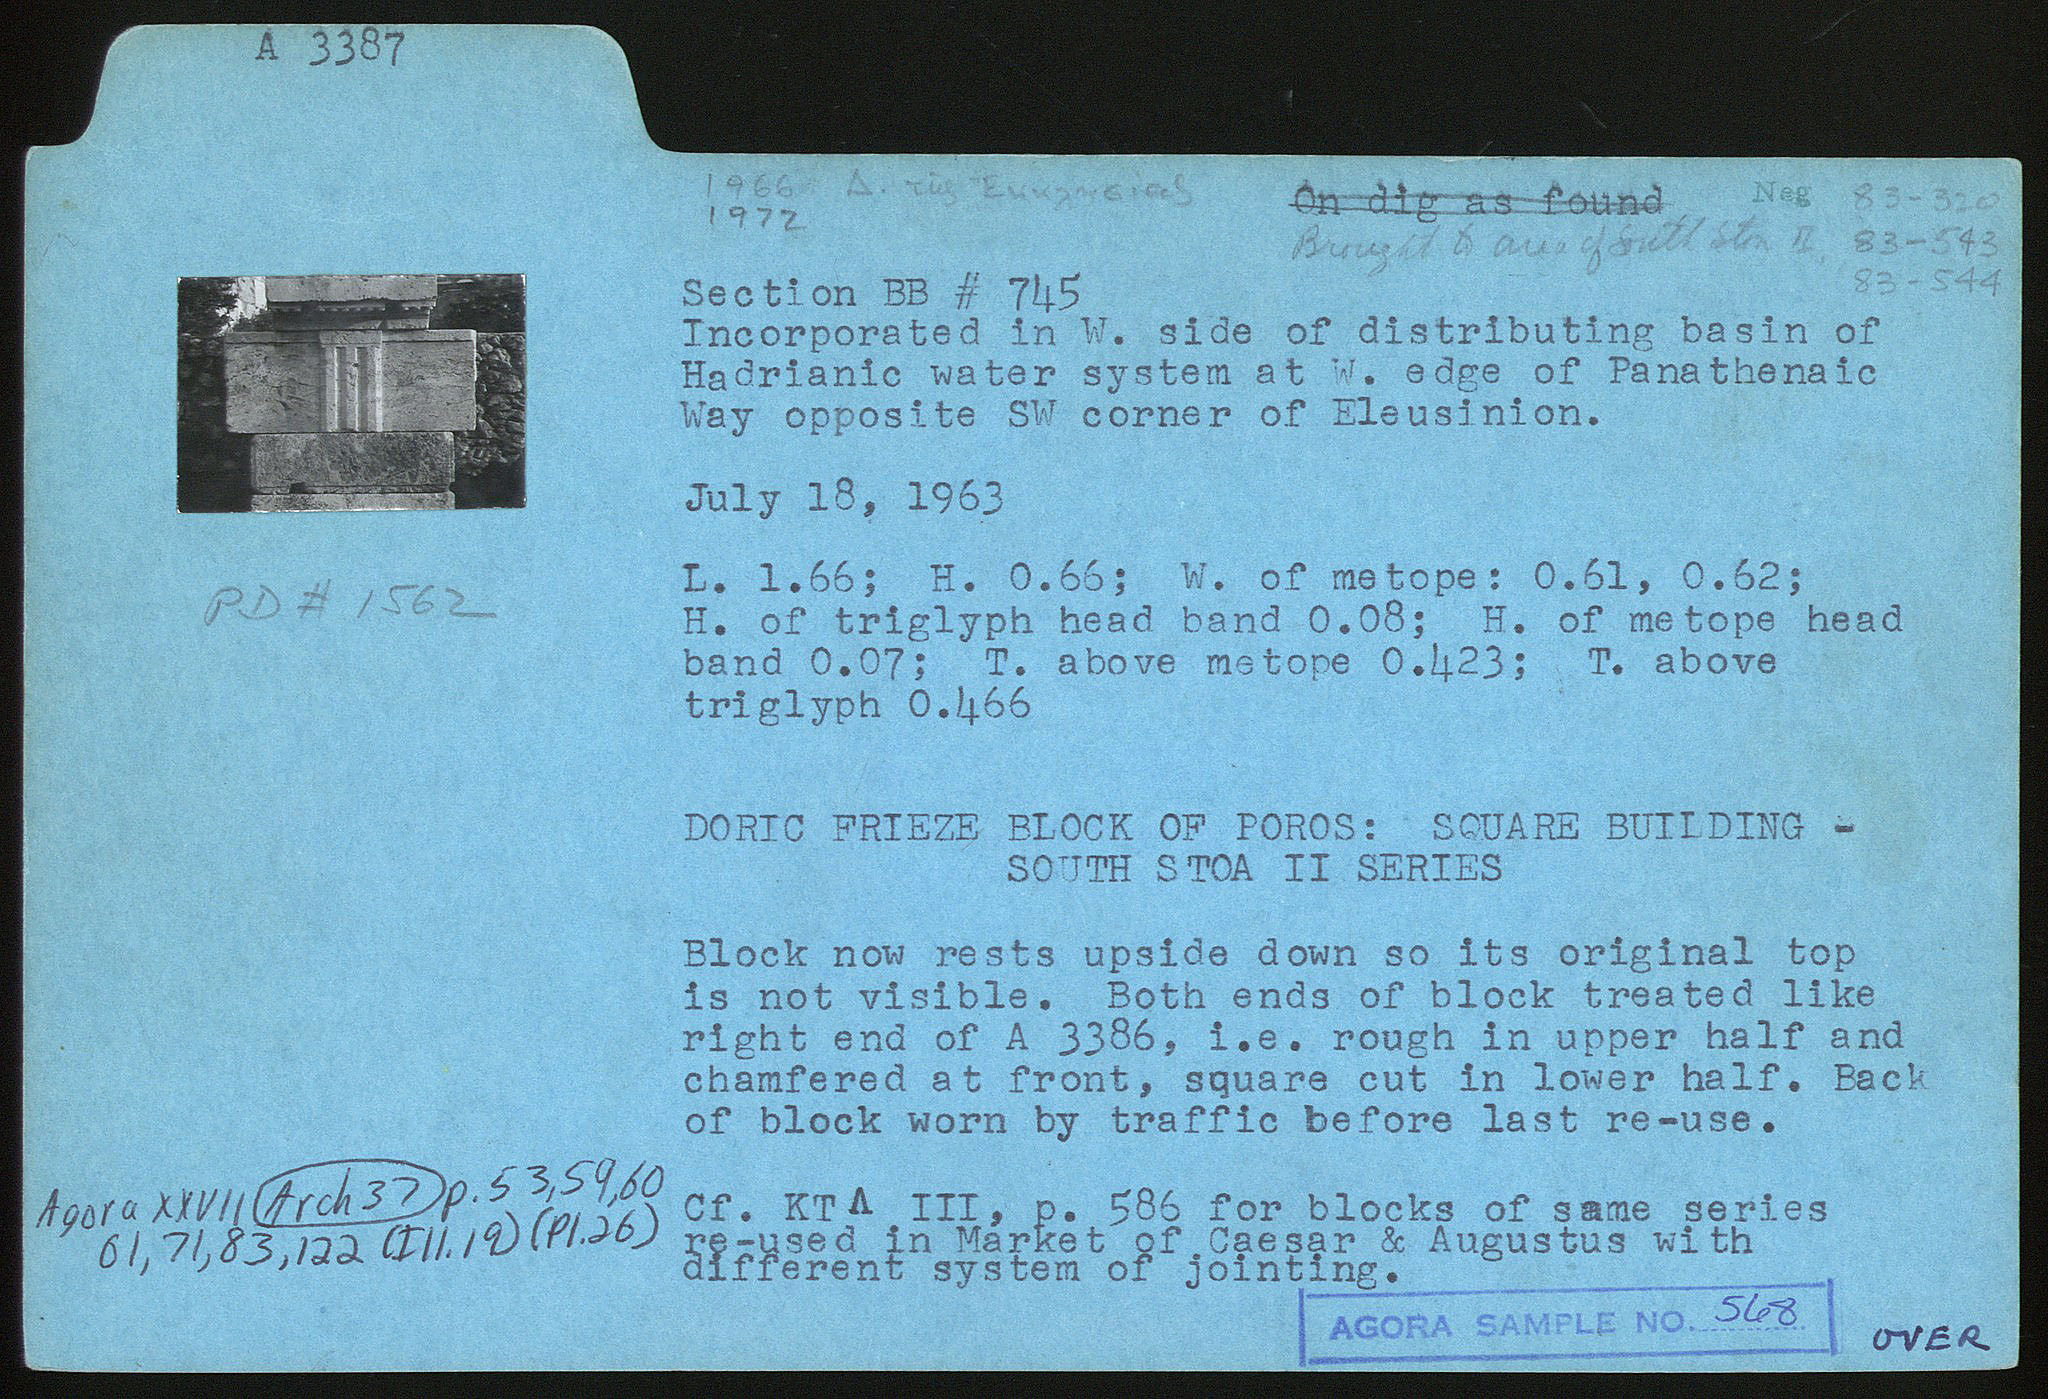 A 3387
1966 Δ. τῆς Ἐκκλησίας
1972
On dig as found
Brought to area of South Stoa II.
Neg 83-320
83-543
83-544
Section BB # 745
Incorporated in W. side of distributing basin of
Hadrianic water system at W. edge of Panathenaic
Way opposite SW corner of Eleusinion.
July 18, 1963
PD # 1562
L. 1.66; H. 0.66; W. of metope: 0.61, 0.62;
H. of triglyph head band 0.08; H. of metope head
band 0.07; T. above metope 0.423; T. above
triglyph 0.466
DORIC FRIEZE BLOCK OF POROS: SQUARE BUILDING -
SOUTH STOA II SERIES
Block now rests upside down so its original top
is not visible. Both ends of block treated like
right end of A 3386, i.e. rough in upper half and
chamfered at front, square cut in lower half. Back
of block worn by traffic before last re-use.
Agora XXVII Arch 37 p. 53,59,60
61,71,83,122 (Ill.19) (Pl.26)
Cf. KTA III, p. 586 for blocks of same series
re-used in Market of Caesar & Augustus with
different system of jointing.
AGORA SAMPLE NO. 568
OVER